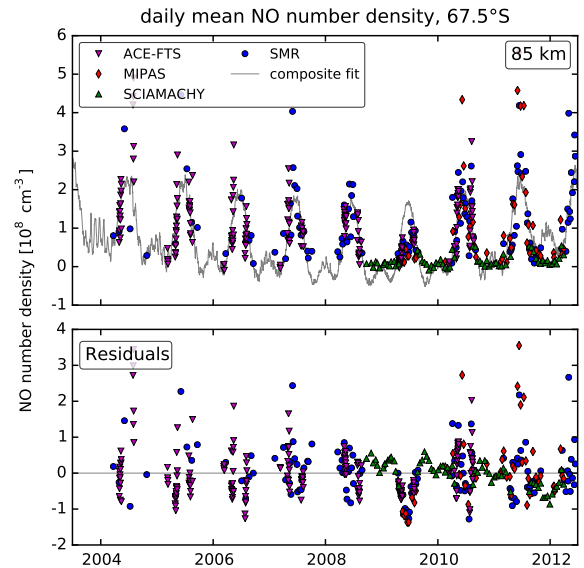 daily mean NO number density, 67.5°S
6
5
4
3
2
1
0
-1
ACE-FTS
MIPAS
SCIAMACHY
SMR
composite fit
85 km
NO number density [10⁸ cm⁻³]
4
3
2
1
0
-1
-2
Residuals
2004 2006 2008 2010 2012